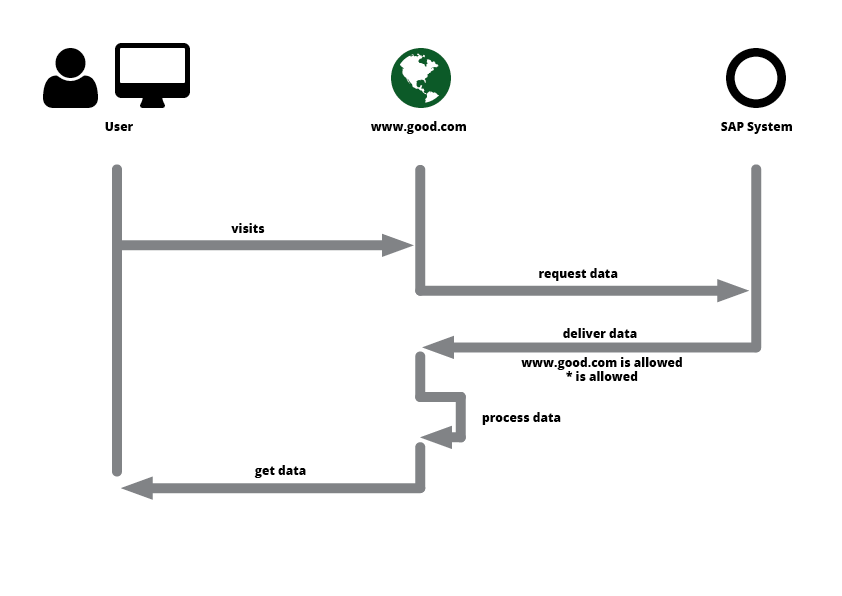 User
www.good.com
SAP System
visits
request data
deliver data
www.good.com is allowed
* is allowed
process data
get data